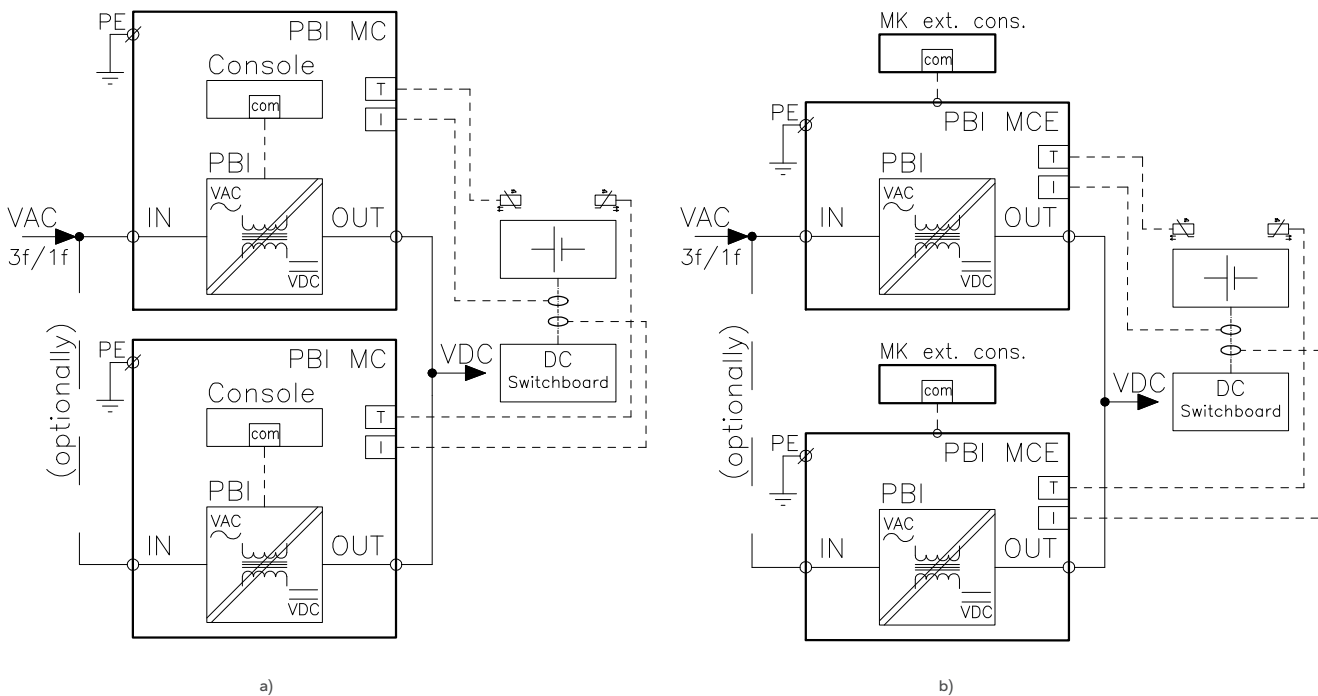 PE
PBI MC
Console
com
T
I
PBI
VAC
VDC
IN
OUT
VAC
3f/1f
(optionally)
PE
PBI MC
Console
com
T
I
PBI
VAC
VDC
IN
OUT
VDC
DC
Switchboard
a)
MK ext. cons.
com
PE
PBI MCE
T
I
PBI
VAC
VDC
IN
OUT
VAC
3f/1f
(optionally)
MK ext. cons.
com
PE
PBI MCE
T
I
PBI
VAC
VDC
IN
OUT
VDC
DC
Switchboard
b)